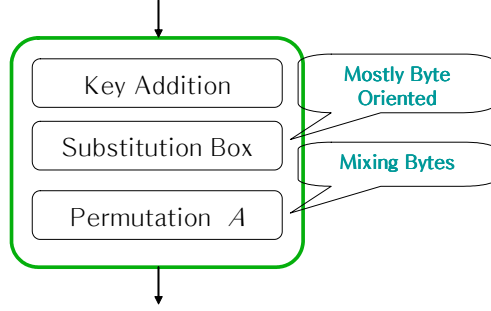 Key Addition
Mostly Byte
Oriented
Substitution Box
Mixing Bytes
Permutation A